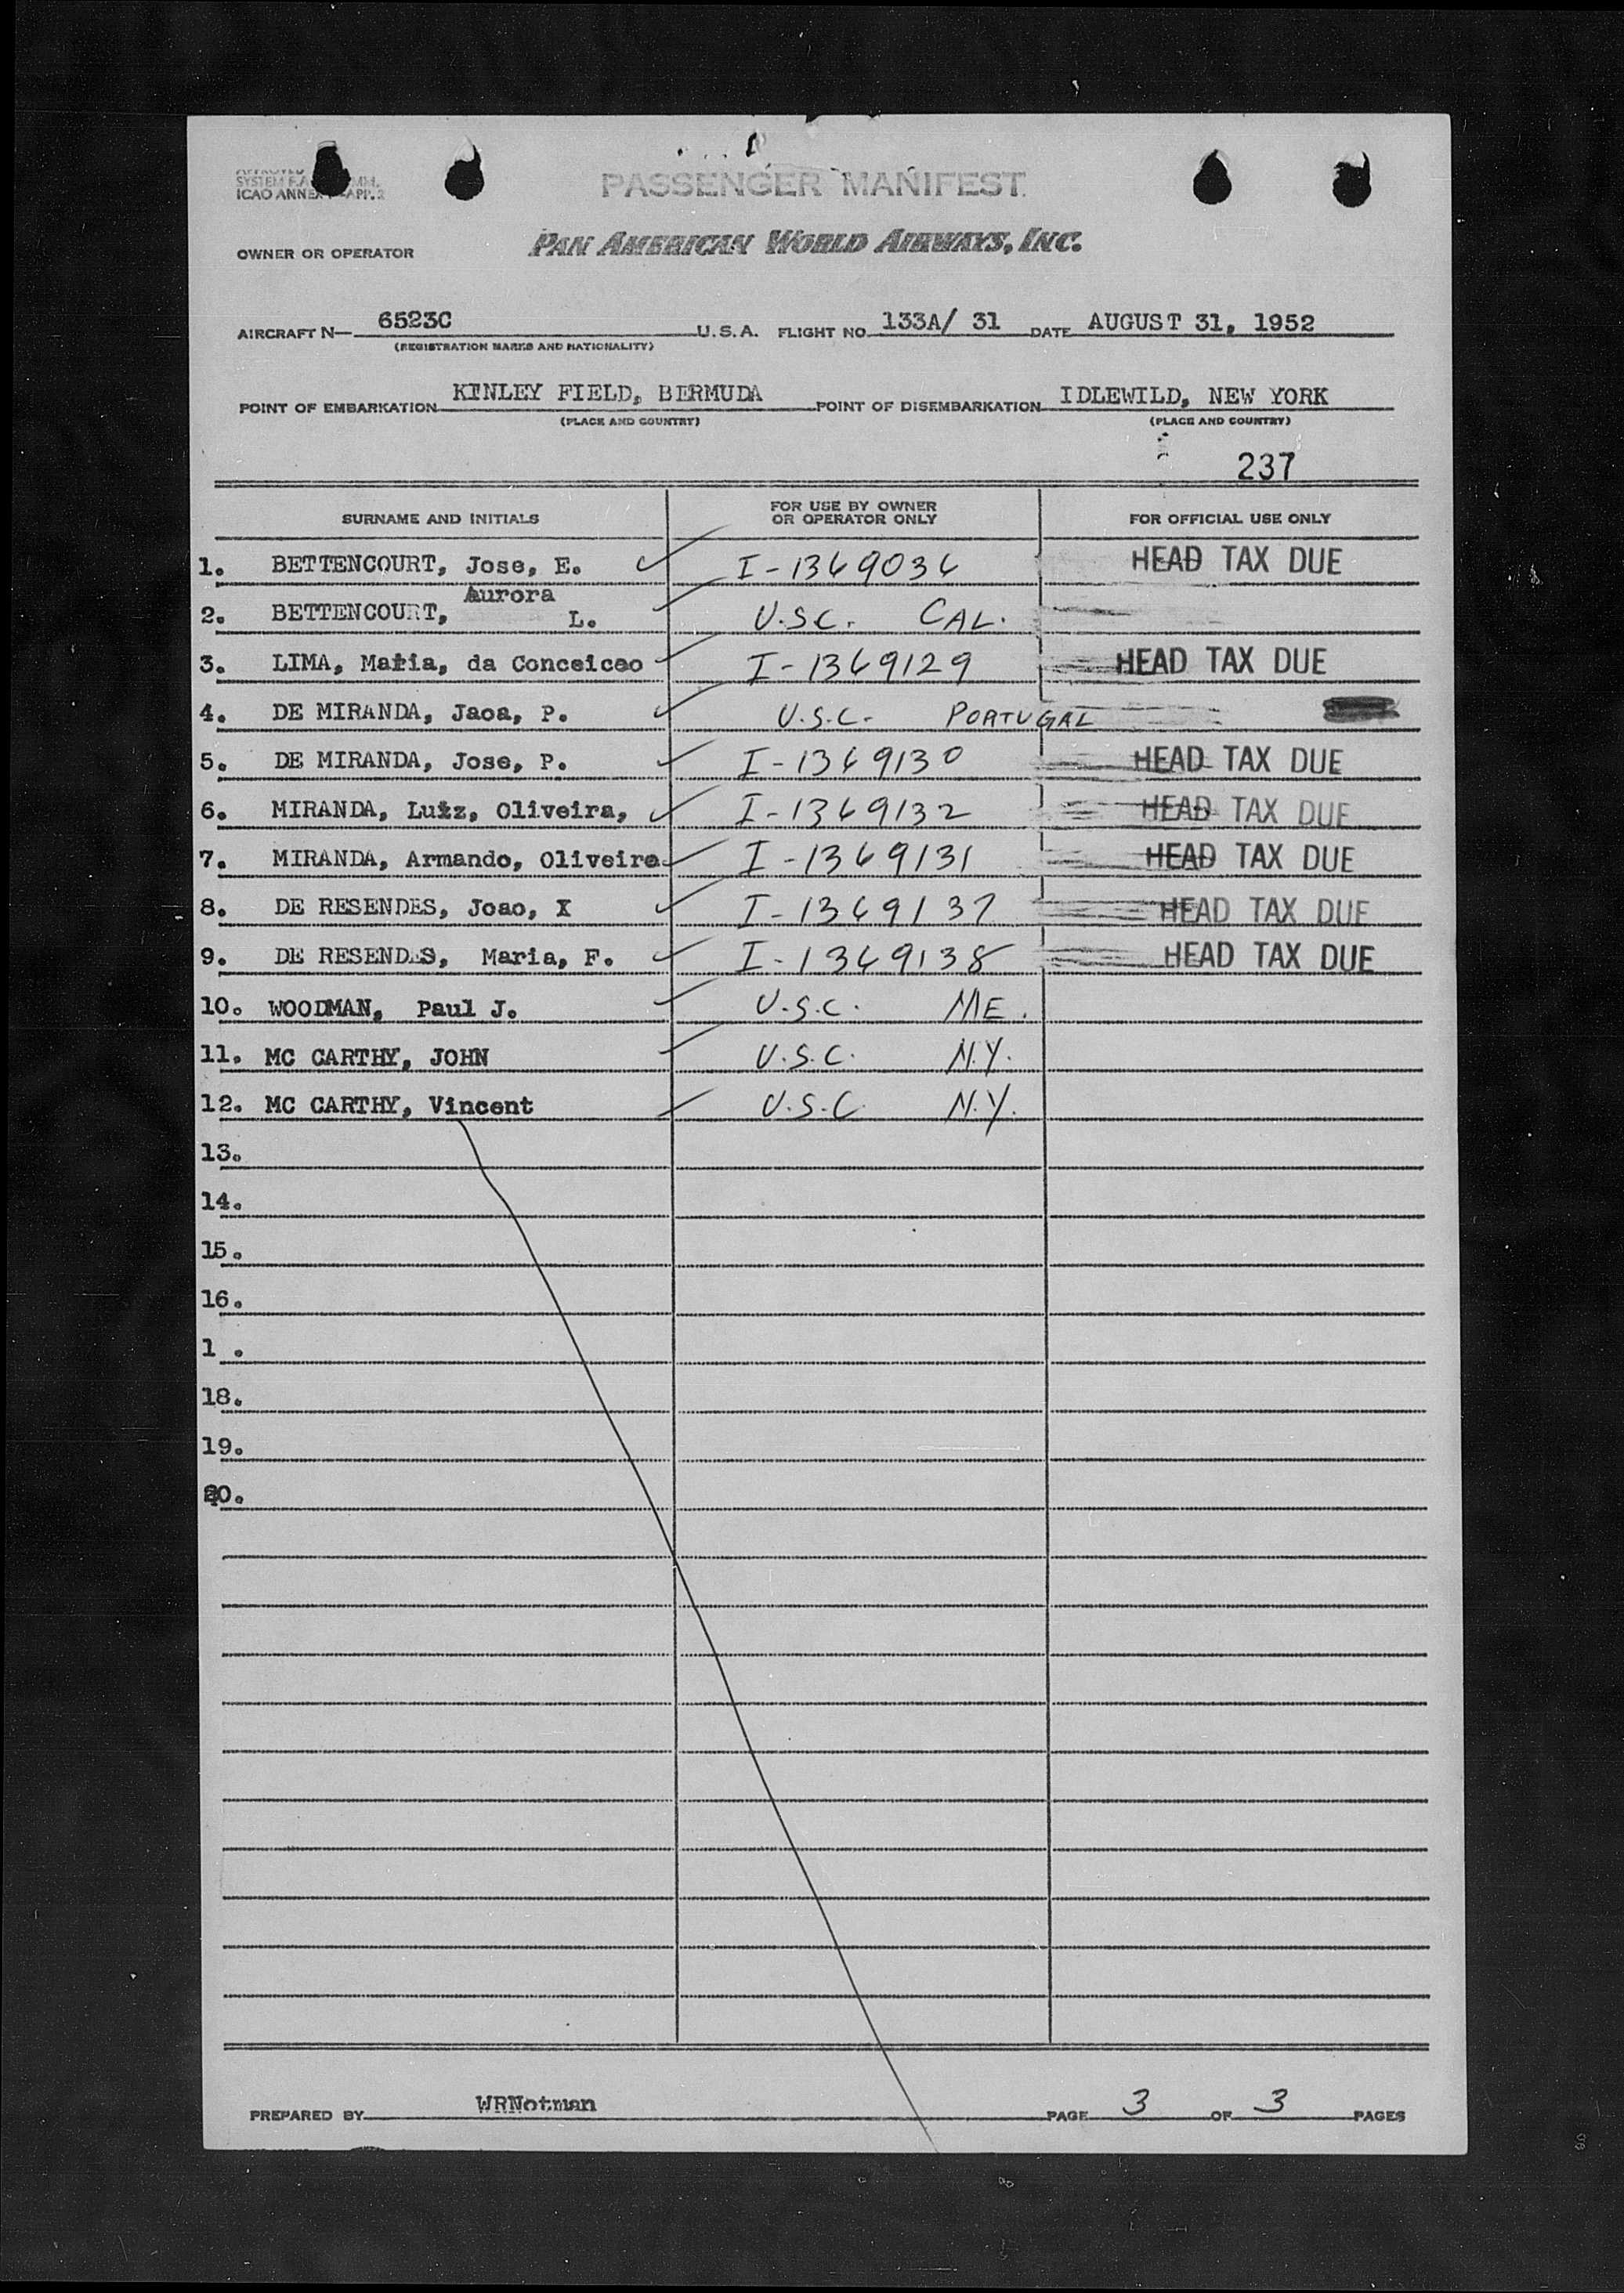 SYSTEM
ICAO ANNEX APP. 2
PASSENGER MANIFEST
OWNER OR OPERATOR PAN AMERICAN WORLD AIRWAYS, INC.
AIRCRAFT N— 6523C U.S.A. FLIGHT NO. 133A/ 31 DATE AUGUST 31, 1952
(REGISTRATION MARKS AND NATIONALITY)
POINT OF EMBARKATION KINLEY FIELD, BERMUDA POINT OF DISEMBARKATION IDLEWILD, NEW YORK
(PLACE AND COUNTRY) (PLACE AND COUNTRY)
237
SURNAME AND INITIALS FOR USE BY OWNER OR OPERATOR ONLY FOR OFFICIAL USE ONLY
1. BETTENCOURT, Jose, E. I-1369036 HEAD TAX DUE
2. BETTENCOURT, Aurora L. U.S.C. CAL.
3. LIMA, Maria, da Conceicao I-1369129 HEAD TAX DUE
4. DE MIRANDA, Jaoa, P. U.S.C. PORTUGAL
5. DE MIRANDA, Jose, P. I-1369130 HEAD TAX DUE
6. MIRANDA, Luiz, Oliveira, I-1369132 HEAD TAX DUE
7. MIRANDA, Armando, Oliveira I-1369131 HEAD TAX DUE
8. DE RESENDES, Joao, X I-1369137 HEAD TAX DUE
9. DE RESENDES, Maria, F. I-1369138 HEAD TAX DUE
10. WOODMAN, Paul J. U.S.C. ME.
11. MC CARTHY, JOHN U.S.C. N.Y.
12. MC CARTHY, Vincent U.S.C. N.Y.
13.
14.
15.
16.
1 .
18.
19.
20.
PREPARED BY WRNotman PAGE 3 OF 3 PAGES